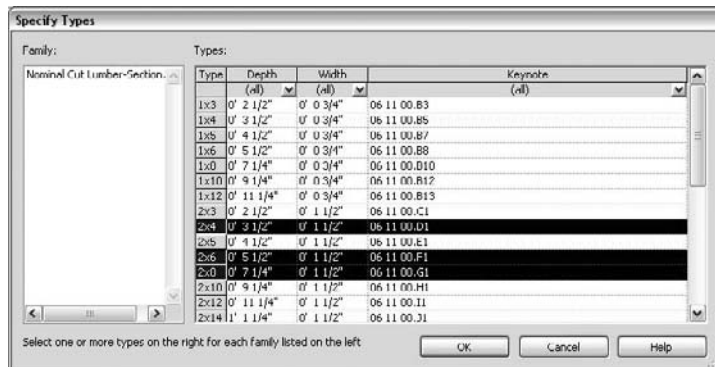 Specify Types
Family:
Types:
Nominal Cut Lumber-Section.
Type Depth Width Keynote
(all) (all) (all)
1x3 0' 2 1/2" 0' 0 3/4" 06 11 00.B3
1x4 0' 3 1/2" 0' 0 3/4" 06 11 00.B5
1x5 0' 4 1/2" 0' 0 3/4" 06 11 00.B7
1x6 0' 5 1/2" 0' 0 3/4" 06 11 00.B8
1x8 0' 7 1/4" 0' 0 3/4" 06 11 00.B10
1x10 0' 9 1/4" 0' 0 3/4" 06 11 00.B12
1x12 0' 11 1/4" 0' 0 3/4" 06 11 00.B13
2x3 0' 2 1/2" 0' 1 1/2" 06 11 00.C1
2x4 0' 3 1/2" 0' 1 1/2" 06 11 00.D1
2x5 0' 4 1/2" 0' 1 1/2" 06 11 00.E1
2x6 0' 5 1/2" 0' 1 1/2" 06 11 00.F1
2x8 0' 7 1/4" 0' 1 1/2" 06 11 00.G1
2x10 0' 9 1/4" 0' 1 1/2" 06 11 00.H1
2x12 0' 11 1/4" 0' 1 1/2" 06 11 00.I1
2x14 1' 1 1/4" 0' 1 1/2" 06 11 00.J1
Select one or more types on the right for each family listed on the left
OK Cancel Help